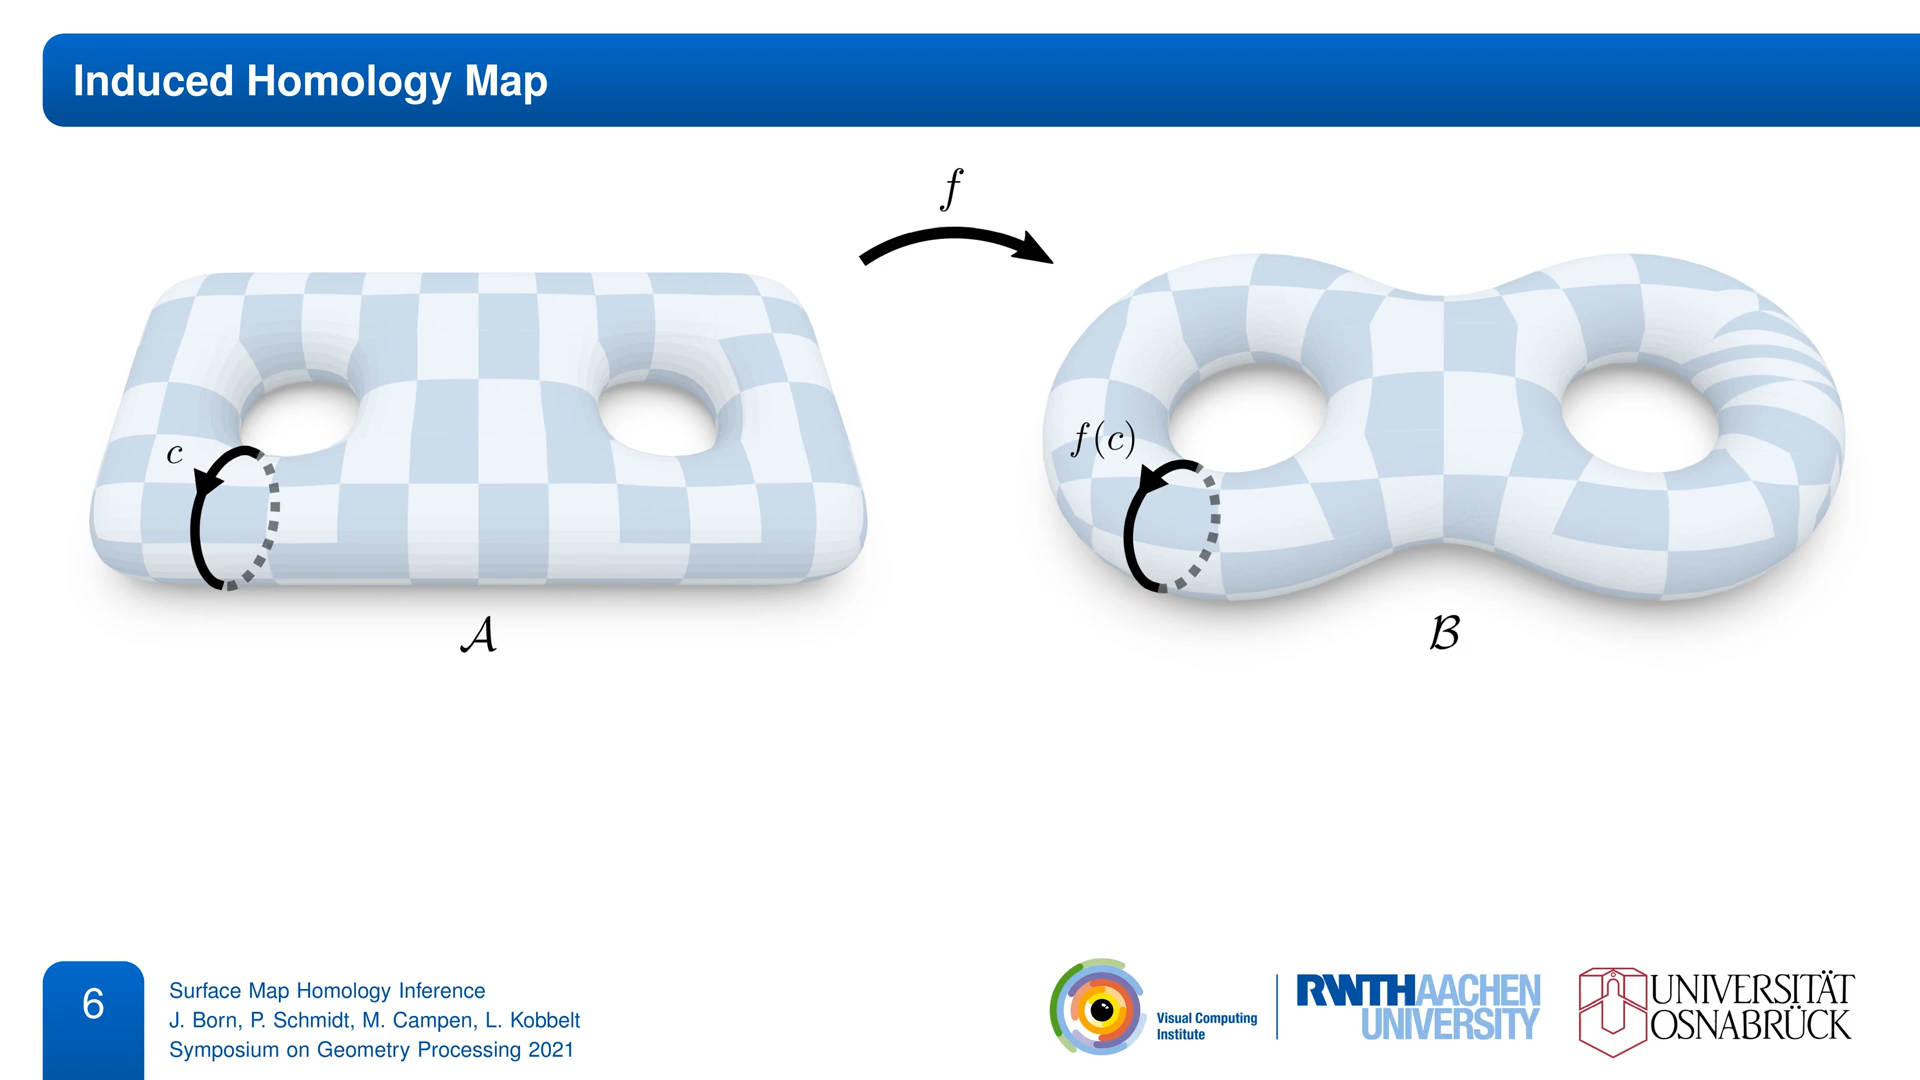 Induced Homology Map
f
c
f(c)
𝒜
ℬ
6
Surface Map Homology Inference
J. Born, P. Schmidt, M. Campen, L. Kobbelt
Symposium on Geometry Processing 2021
Visual Computing
Institute
RWTHAACHEN
UNIVERSITY
UNIVERSITÄT
OSNABRÜCK